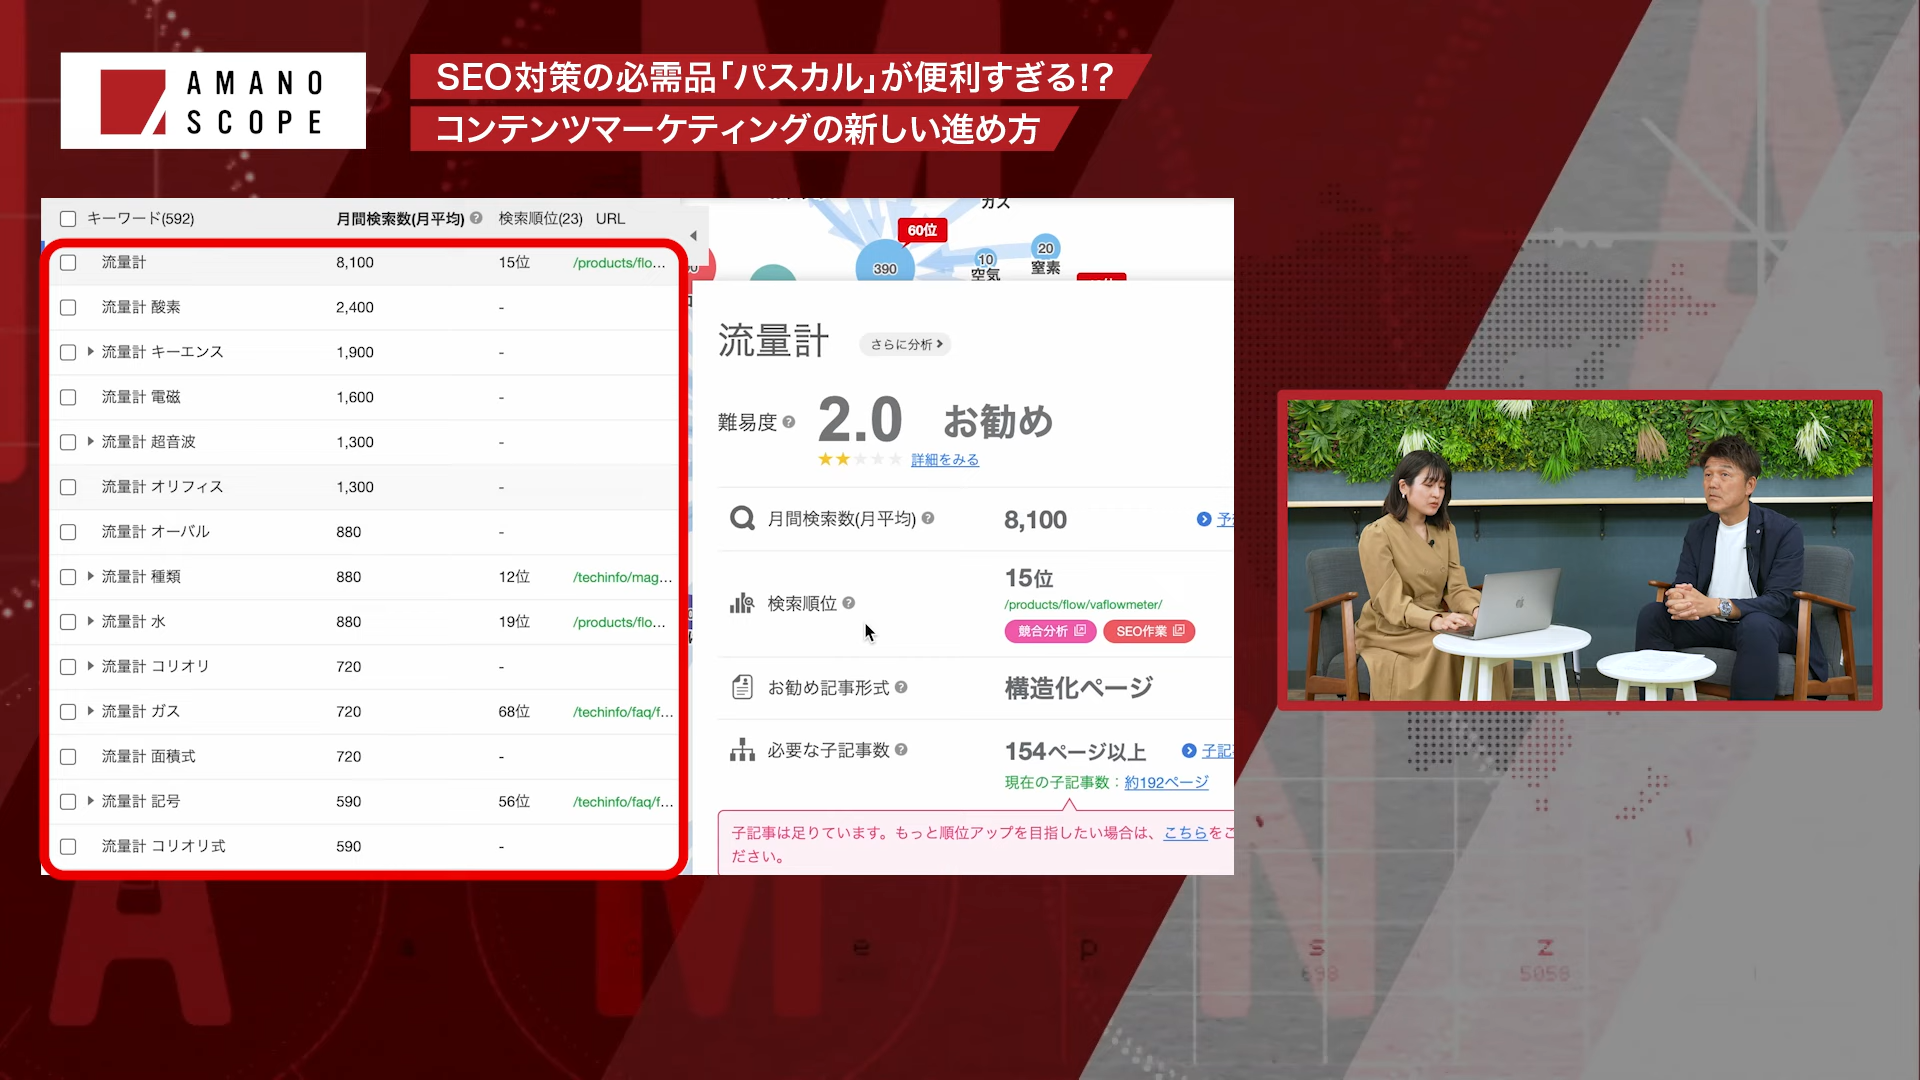 AMANO
SCOPE
SEO対策の必需品「パスカル」が便利すぎる!?
コンテンツマーケティングの新しい進め方
キーワード(592) 月間検索数(月平均) 検索順位(23) URL
流量計 8,100 15位 /products/flo...
流量計 酸素 2,400 -
流量計 キーエンス 1,900 -
流量計 電磁 1,600 -
流量計 超音波 1,300 -
流量計 オリフィス 1,300 -
流量計 オーバル 880 -
流量計 種類 880 12位 /techinfo/mag...
流量計 水 880 19位 /products/flo...
流量計 コリオリ 720 -
流量計 ガス 720 68位 /techinfo/faq/f...
流量計 面積式 720 -
流量計 記号 590 56位 /techinfo/faq/f...
流量計 コリオリ式 590 -
ガス
60位
390
10
空気
20
窒素
流量計 さらに分析
難易度 2.0 お勧め
詳細をみる
月間検索数(月平均) 8,100
検索順位 15位
/products/flow/vaflowmeter/
競合分析 SEO作業
お勧め記事形式 構造化ページ
必要な子記事数 154ページ以上 子記
現在の子記事数：約192ページ
子記事は足りています。もっと順位アップを目指したい場合は、こちらをご
ださい。
A M
e p s z
698 5058